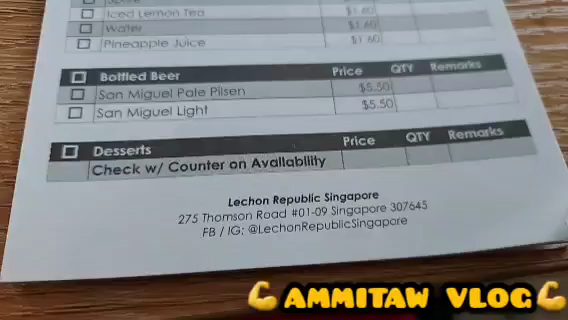 Iced Lemon Tea $1.60
Water $1.60
Pineapple Juice $1.60
Bottled Beer Price QTY Remarks
San Miguel Pale Pilsen $5.50
San Miguel Light $5.50
Desserts Price QTY Remarks
Check w/ Counter on Availability
Lechon Republic Singapore
275 Thomson Road #01-09 Singapore 307645
FB / IG: @LechonRepublicSingapore
💪AMMITAW VLOG💪